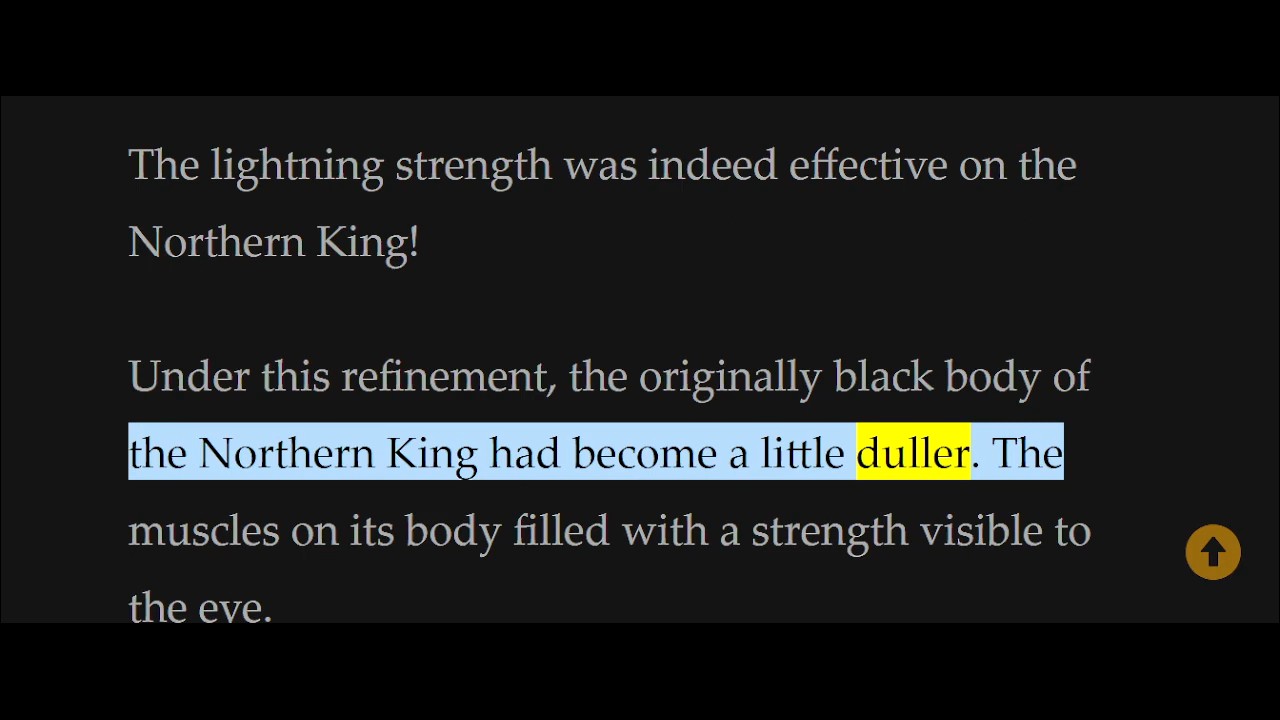 The lightning strength was indeed effective on the
Northern King!
Under this refinement, the originally black body of
the Northern King had become a little duller. The
muscles on its body filled with a strength visible to
the eye.